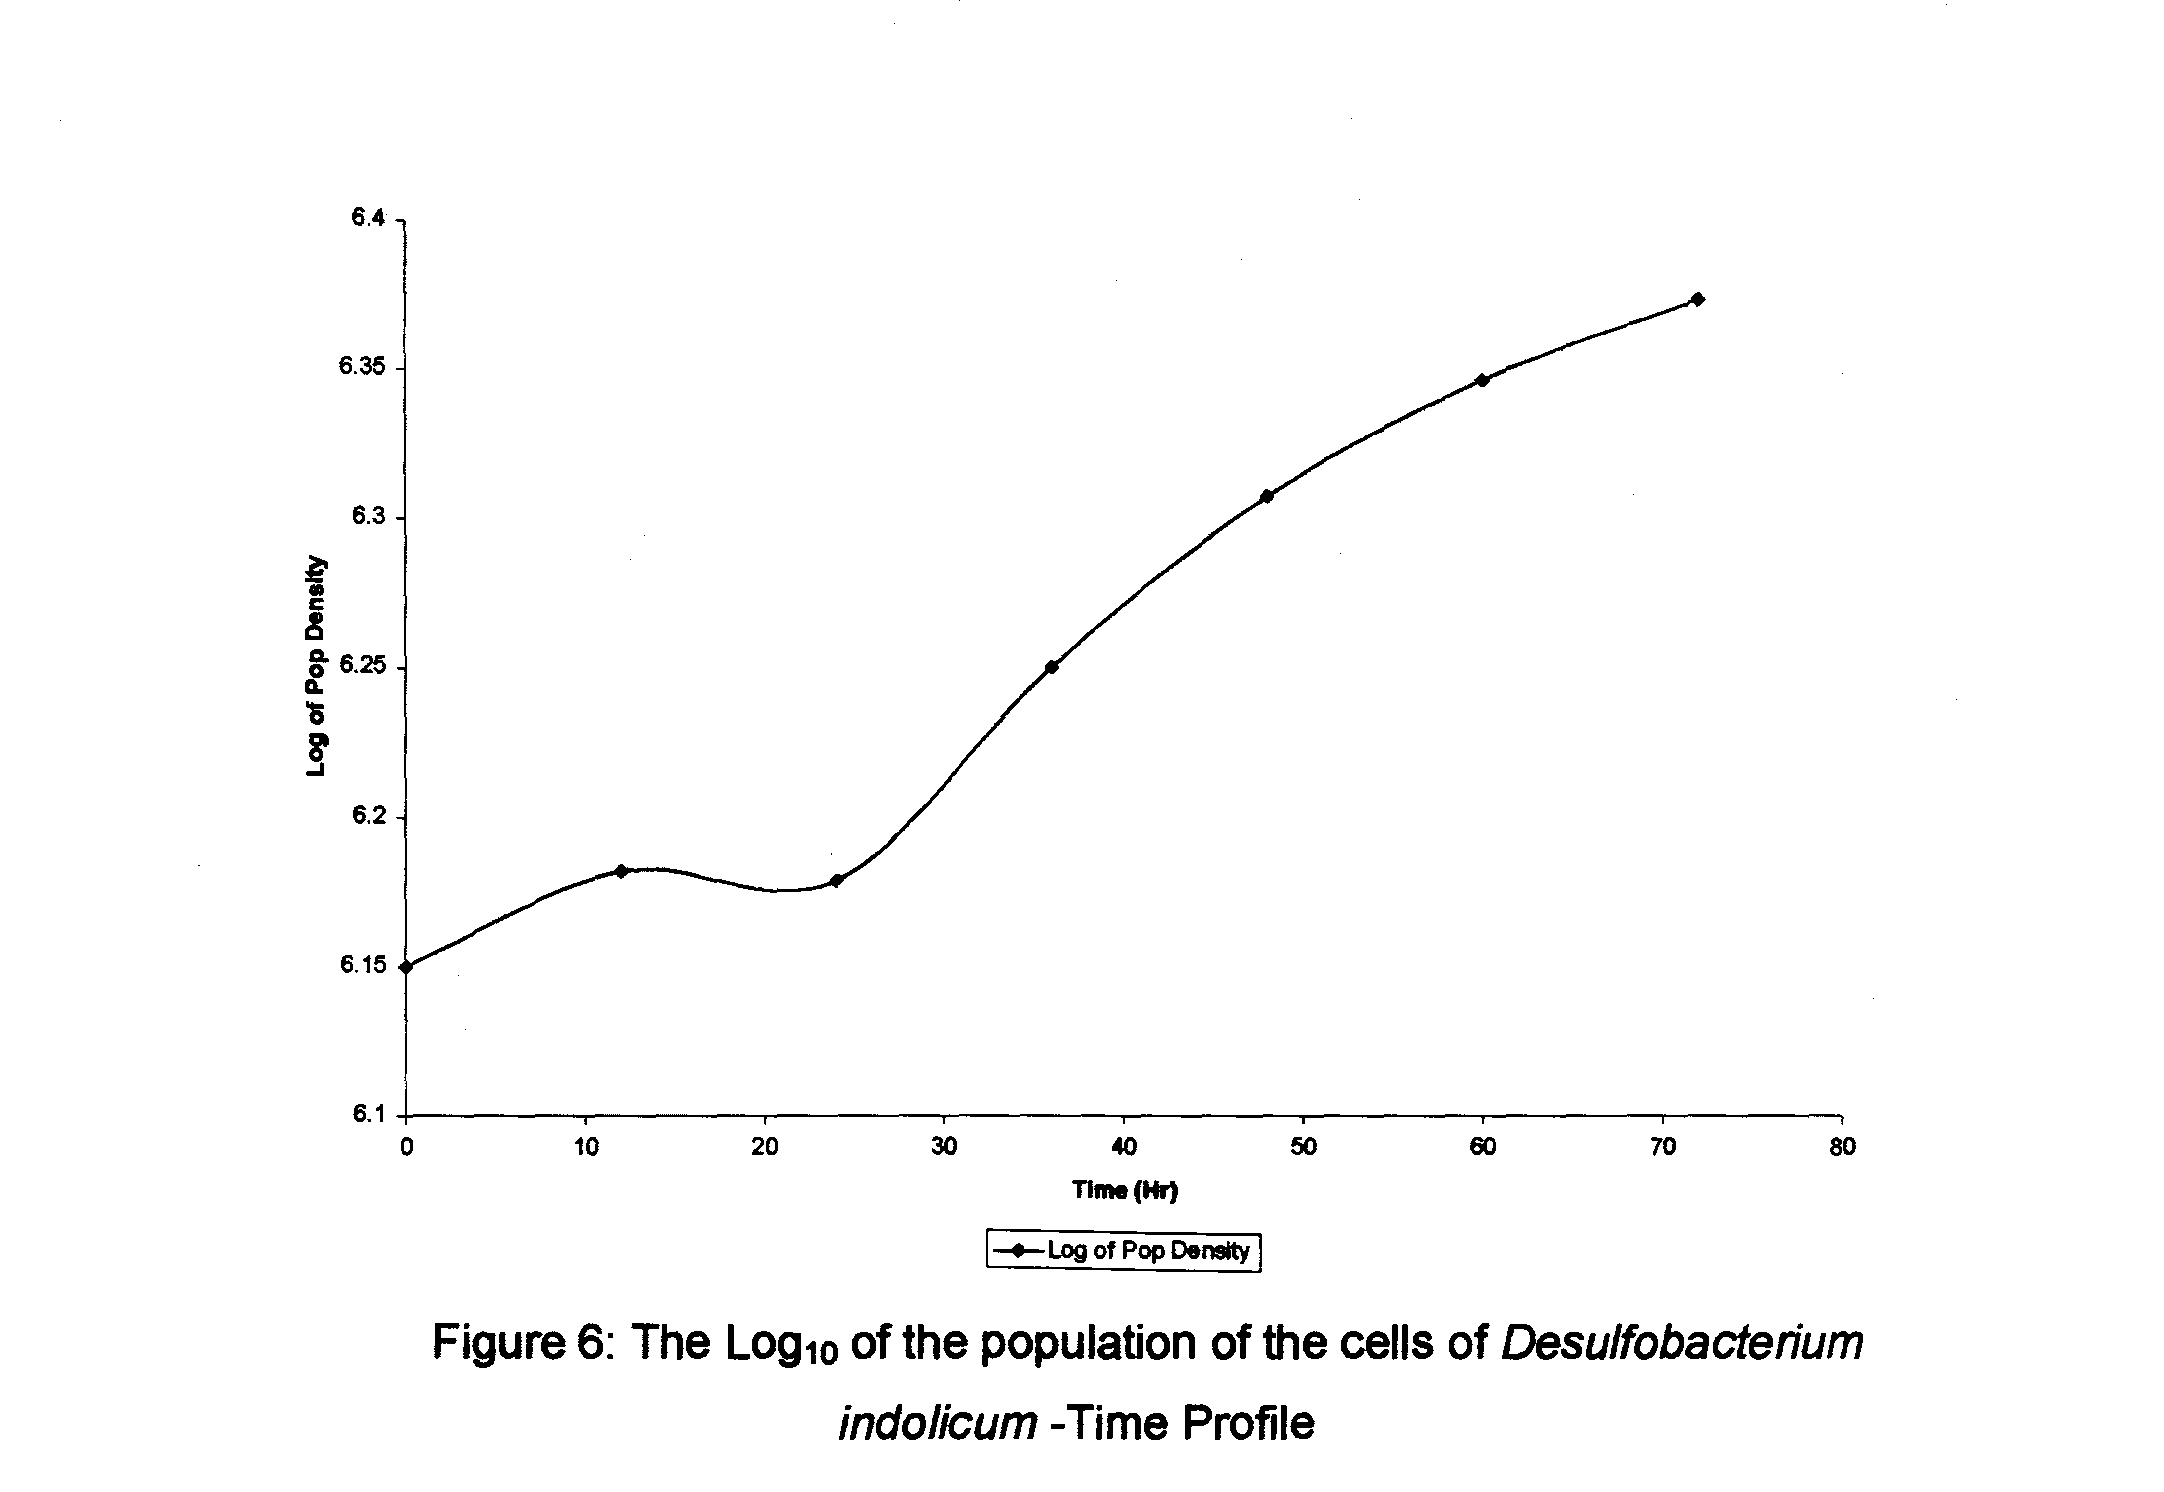 6.4
6.35
6.3
6.25
6.2
6.15
6.1
Log of Pop Density
0 10 20 30 40 50 60 70 80
Time (Hr)
Log of Pop Density
Figure 6: The Log₁₀ of the population of the cells of Desulfobacterium
indolicum -Time Profile